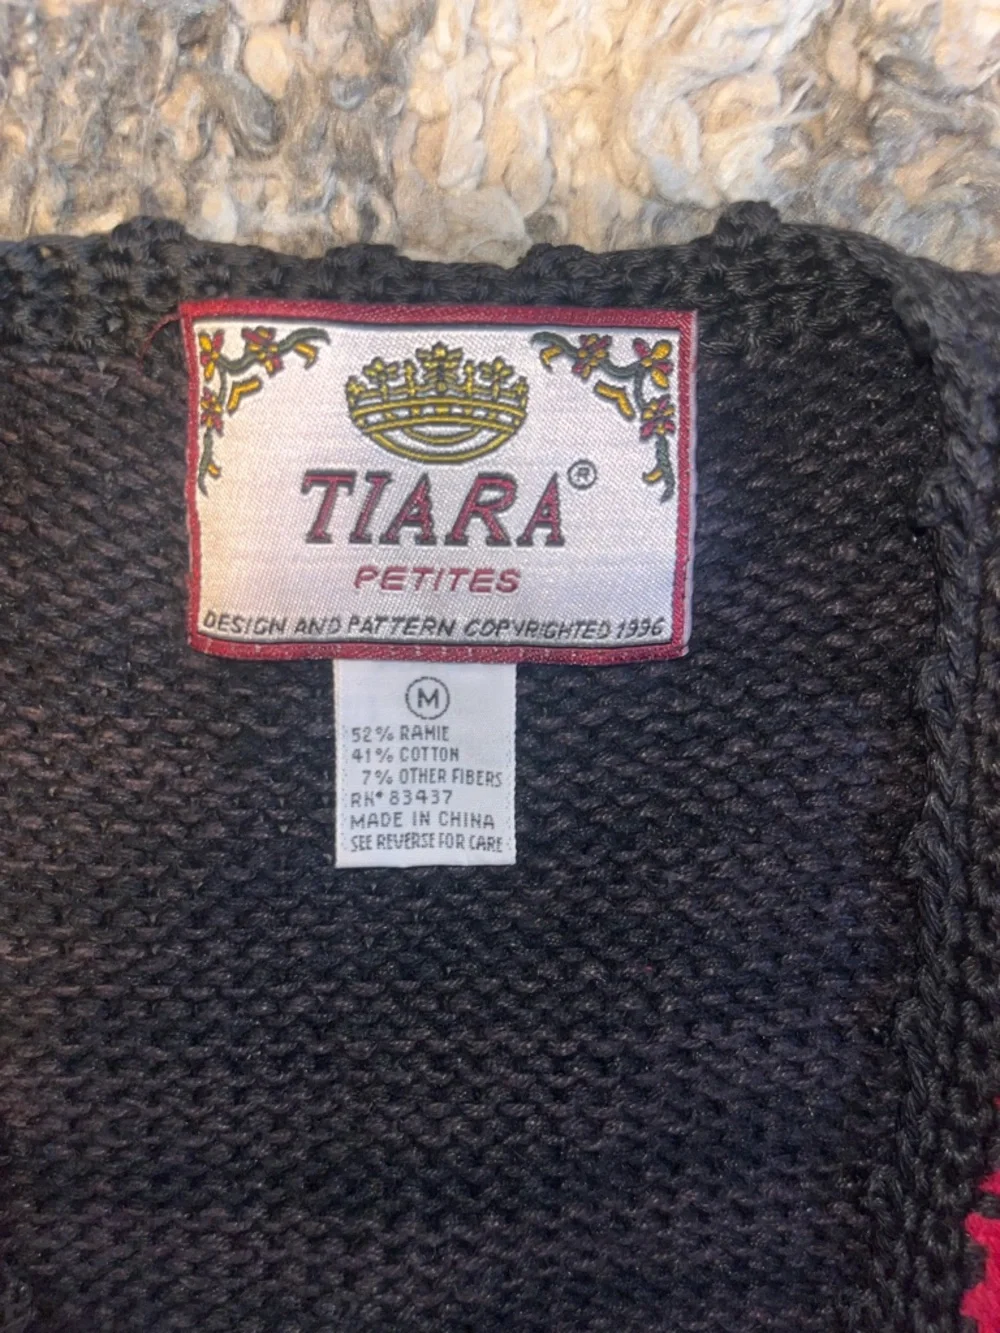 TIARA®
PETITES
DESIGN AND PATTERN COPYRIGHTED 1996
M
52% RAMIE
41% COTTON
7% OTHER FIBERS
RN# 83437
MADE IN CHINA
SEE REVERSE FOR CARE